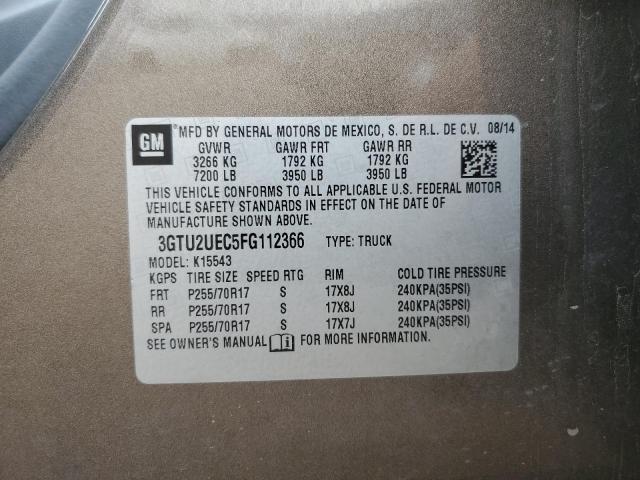 GM
MFD BY GENERAL MOTORS DE MEXICO, S. DE R.L. DE C.V. 08/14
GVWR GAWR FRT GAWR RR
3266 KG 1792 KG 1792 KG
7200 LB 3950 LB 3950 LB
THIS VEHICLE CONFORMS TO ALL APPLICABLE U.S. FEDERAL MOTOR
VEHICLE SAFETY STANDARDS IN EFFECT ON THE DATE OF
MANUFACTURE SHOWN ABOVE.
3GTU2UEC5FG112366 TYPE: TRUCK
MODEL: K15543
KGPS TIRE SIZE SPEED RTG RIM COLD TIRE PRESSURE
FRT P255/70R17 S 17X8J 240KPA(35PSI)
RR P255/70R17 S 17X8J 240KPA(35PSI)
SPA P255/70R17 S 17X7J 240KPA(35PSI)
SEE OWNER'S MANUAL i FOR MORE INFORMATION.